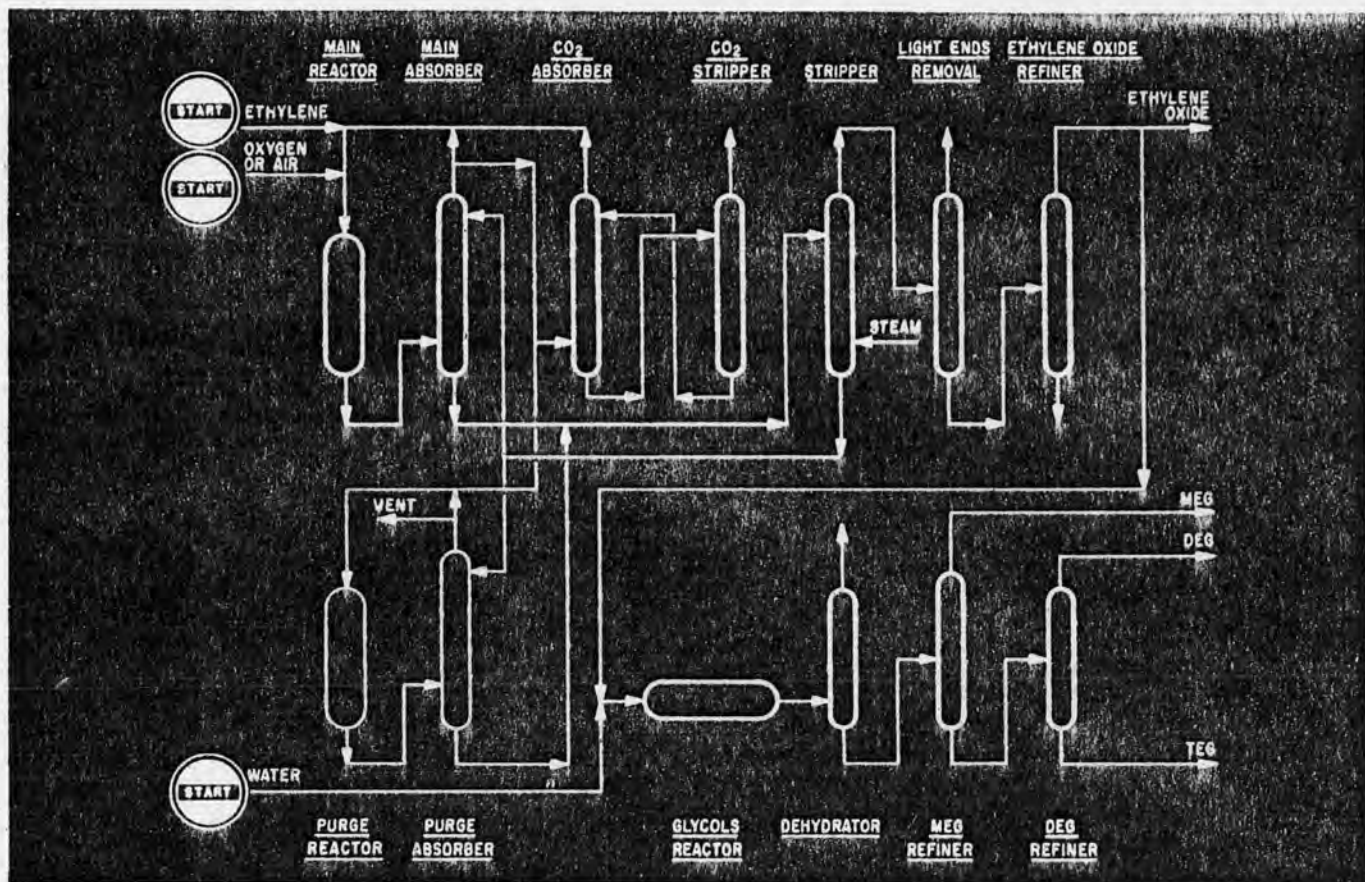 MAIN
REACTOR
MAIN
ABSORBER
CO2
ABSORBER
CO2
STRIPPER
STRIPPER
LIGHT ENDS
REMOVAL
ETHYLENE OXIDE
REFINER
START
ETHYLENE
ETHYLENE
OXIDE
OXYGEN
OR AIR
START
STEAM
VENT
MEG
DEG
TEG
WATER
START
PURGE
REACTOR
PURGE
ABSORBER
GLYCOLS
REACTOR
DEHYDRATOR
MEG
REFINER
DEG
REFINER